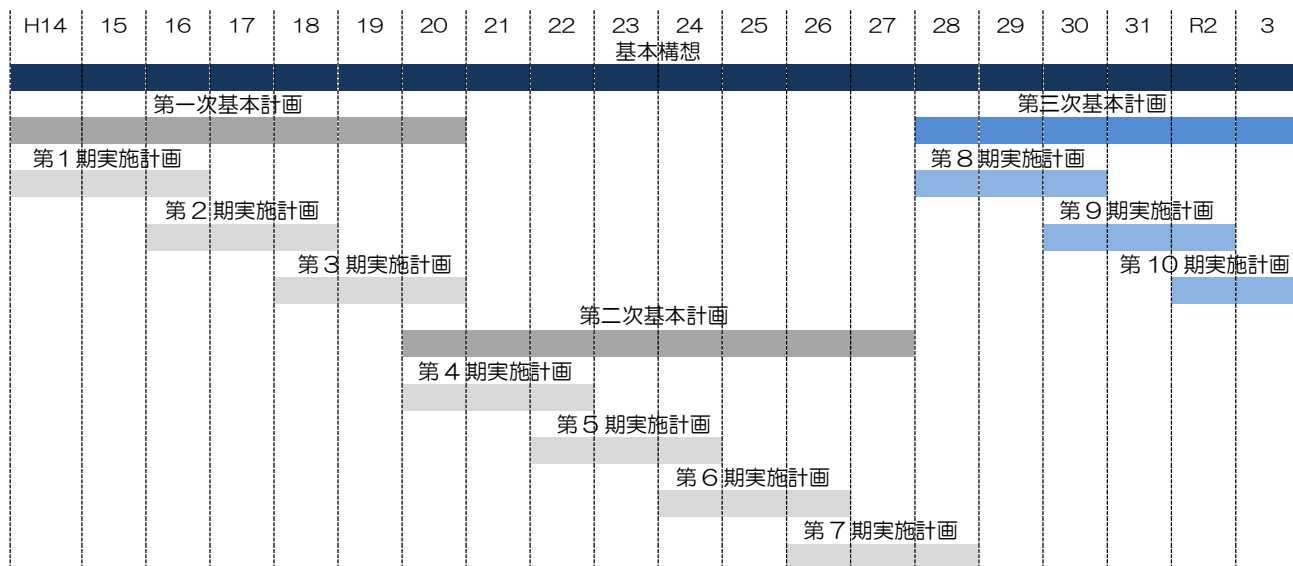 H14 15 16 17 18 19 20 21 22 23 24 25 26 27 28 29 30 31 R2 3
基本構想
第一次基本計画 第三次基本計画
第1期実施計画 第8期実施計画
第2期実施計画 第9期実施計画
第3期実施計画 第10期実施計画
第二次基本計画
第4期実施計画
第5期実施計画
第6期実施計画
第7期実施計画